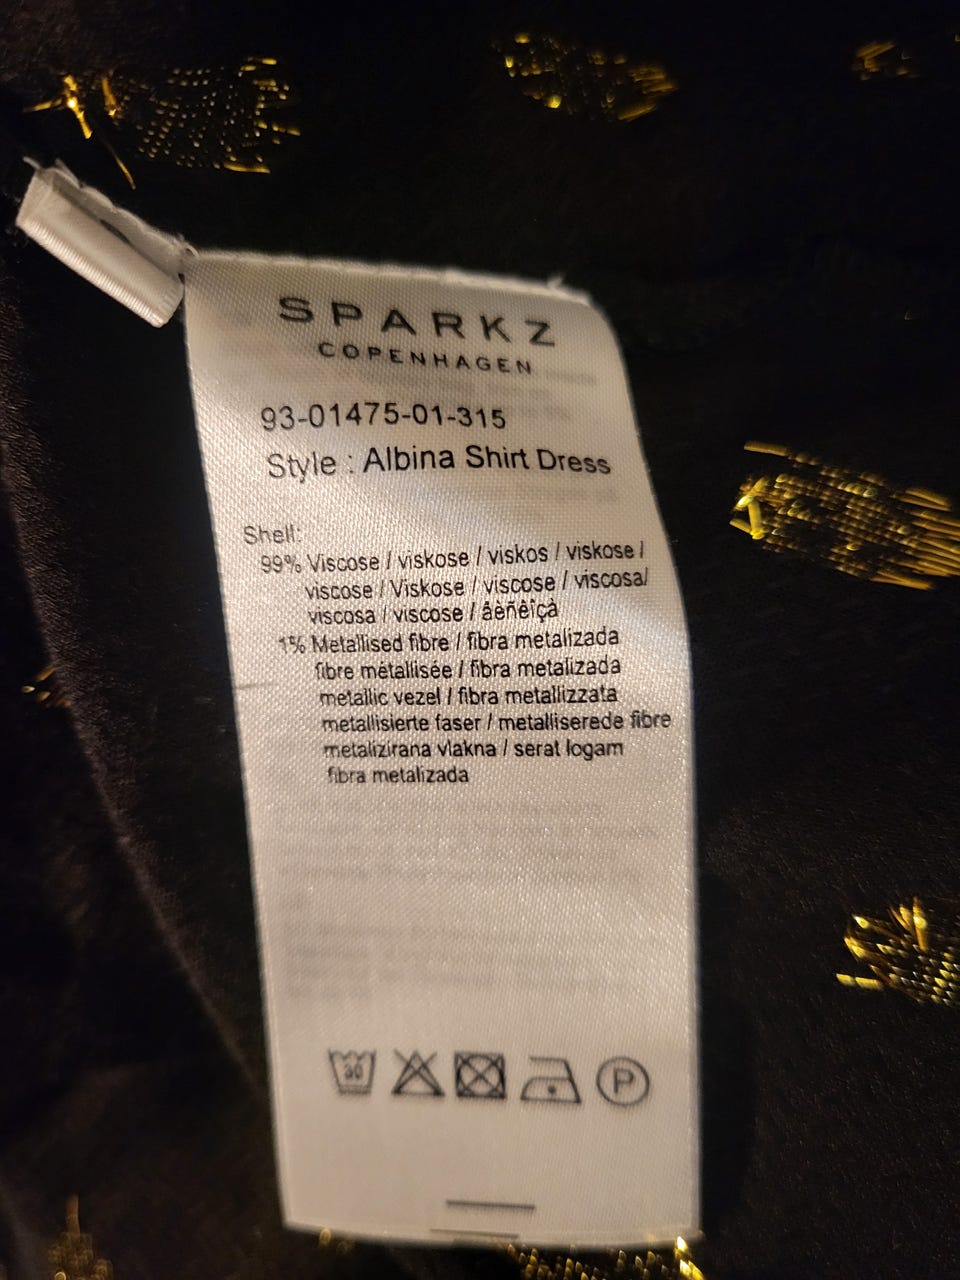 SPARKZ
COPENHAGEN
93-01475-01-315
Style : Albina Shirt Dress
Shell:
99% Viscose / viskose / viskos / viskose /
viscose / Viskose / viscose / viscosa/
viscosa / viscose / âèñêîçà
1% Metallised fibre / fibra metalizada
fibre métallisée / fibra metalizada
metallic vezel / fibra metallizzata
metallisierte faser / metalliserede fibre
metalizirana vlakna / serat logam
fibra metalizada
30
P